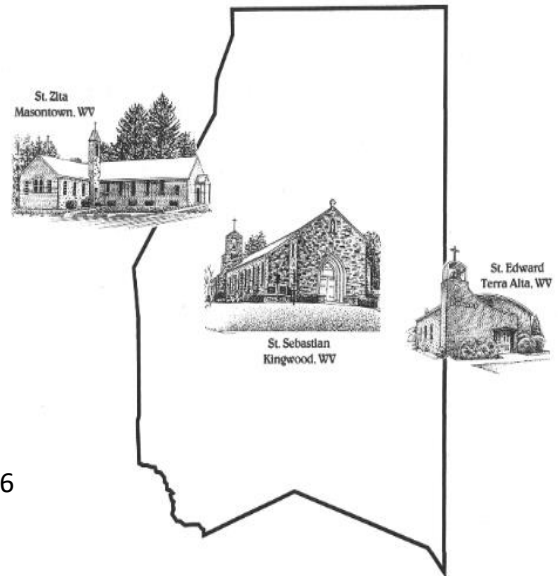 St. Zita
Masontown, WV
St. Sebastian
Kingwood, WV
St. Edward
Terra Alta, WV
6